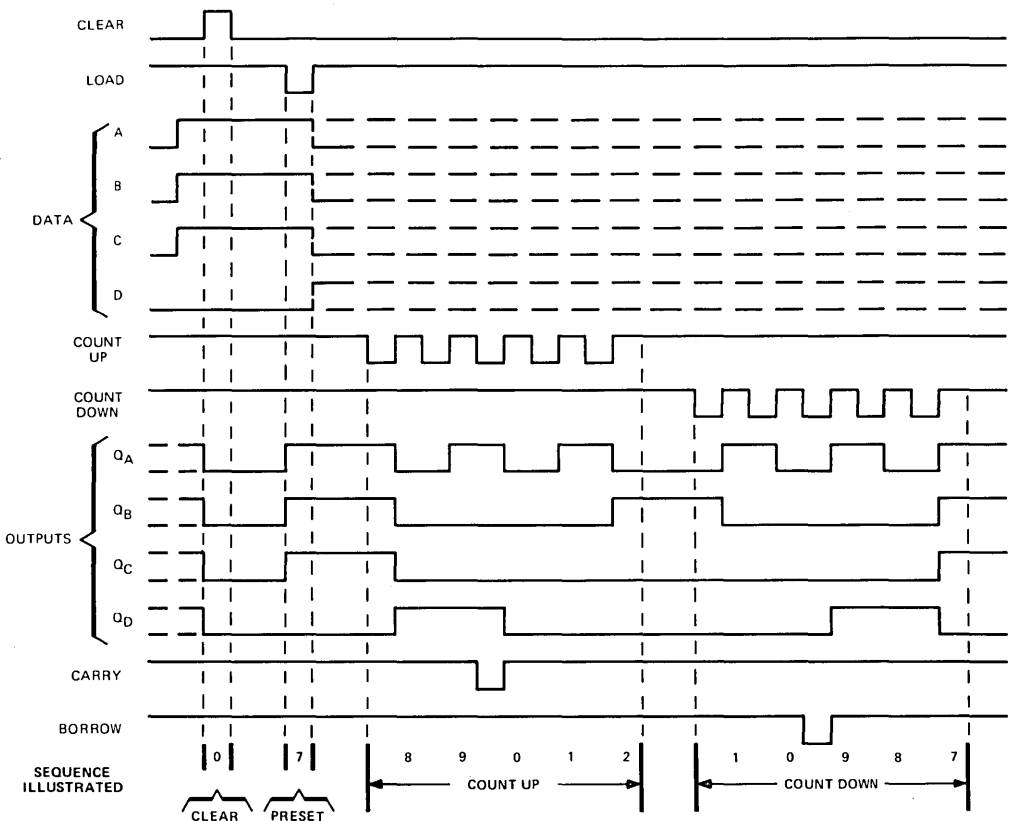 CLEAR
LOAD
A
B
DATA
C
D
COUNT
UP
COUNT
DOWN
QA
QB
OUTPUTS
QC
QD
CARRY
BORROW
0 7 8 9 0 1 2 1 0 9 8 7
SEQUENCE
ILLUSTRATED
COUNT UP COUNT DOWN
CLEAR PRESET